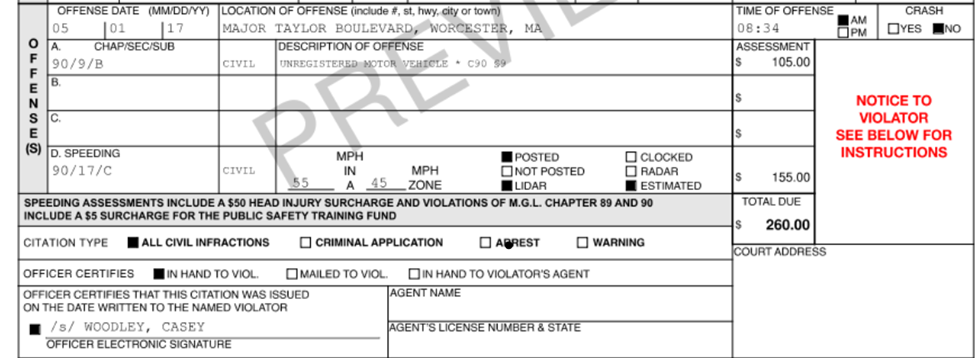 OFFENSE DATE (MM/DD/YY)
05 01 17
LOCATION OF OFFENSE (include #, st, hwy, city or town)
MAJOR TAYLOR BOULEVARD, WORCESTER, MA
TIME OF OFFENSE
08:34
AM
PM
CRASH
YES NO
OFFENSE(S)
A. CHAP/SEC/SUB
90/9/B
CIVIL
DESCRIPTION OF OFFENSE
UNREGISTERED MOTOR VEHICLE * C90 S9
ASSESSMENT
$ 105.00
B.
$
C.
$
D. SPEEDING
90/17/C
CIVIL
55 MPH IN A 45 MPH ZONE
POSTED
NOT POSTED
LIDAR
CLOCKED
RADAR
ESTIMATED
$ 155.00
NOTICE TO
VIOLATOR
SEE BELOW FOR
INSTRUCTIONS
SPEEDING ASSESSMENTS INCLUDE A $50 HEAD INJURY SURCHARGE AND VIOLATIONS OF M.G.L. CHAPTER 89 AND 90
INCLUDE A $5 SURCHARGE FOR THE PUBLIC SAFETY TRAINING FUND
TOTAL DUE
$ 260.00
CITATION TYPE ALL CIVIL INFRACTIONS CRIMINAL APPLICATION ARREST WARNING
COURT ADDRESS
OFFICER CERTIFIES IN HAND TO VIOL. MAILED TO VIOL. IN HAND TO VIOLATOR'S AGENT
OFFICER CERTIFIES THAT THIS CITATION WAS ISSUED
ON THE DATE WRITTEN TO THE NAMED VIOLATOR
/s/ WOODLEY, CASEY
OFFICER ELECTRONIC SIGNATURE
AGENT NAME
AGENT'S LICENSE NUMBER & STATE